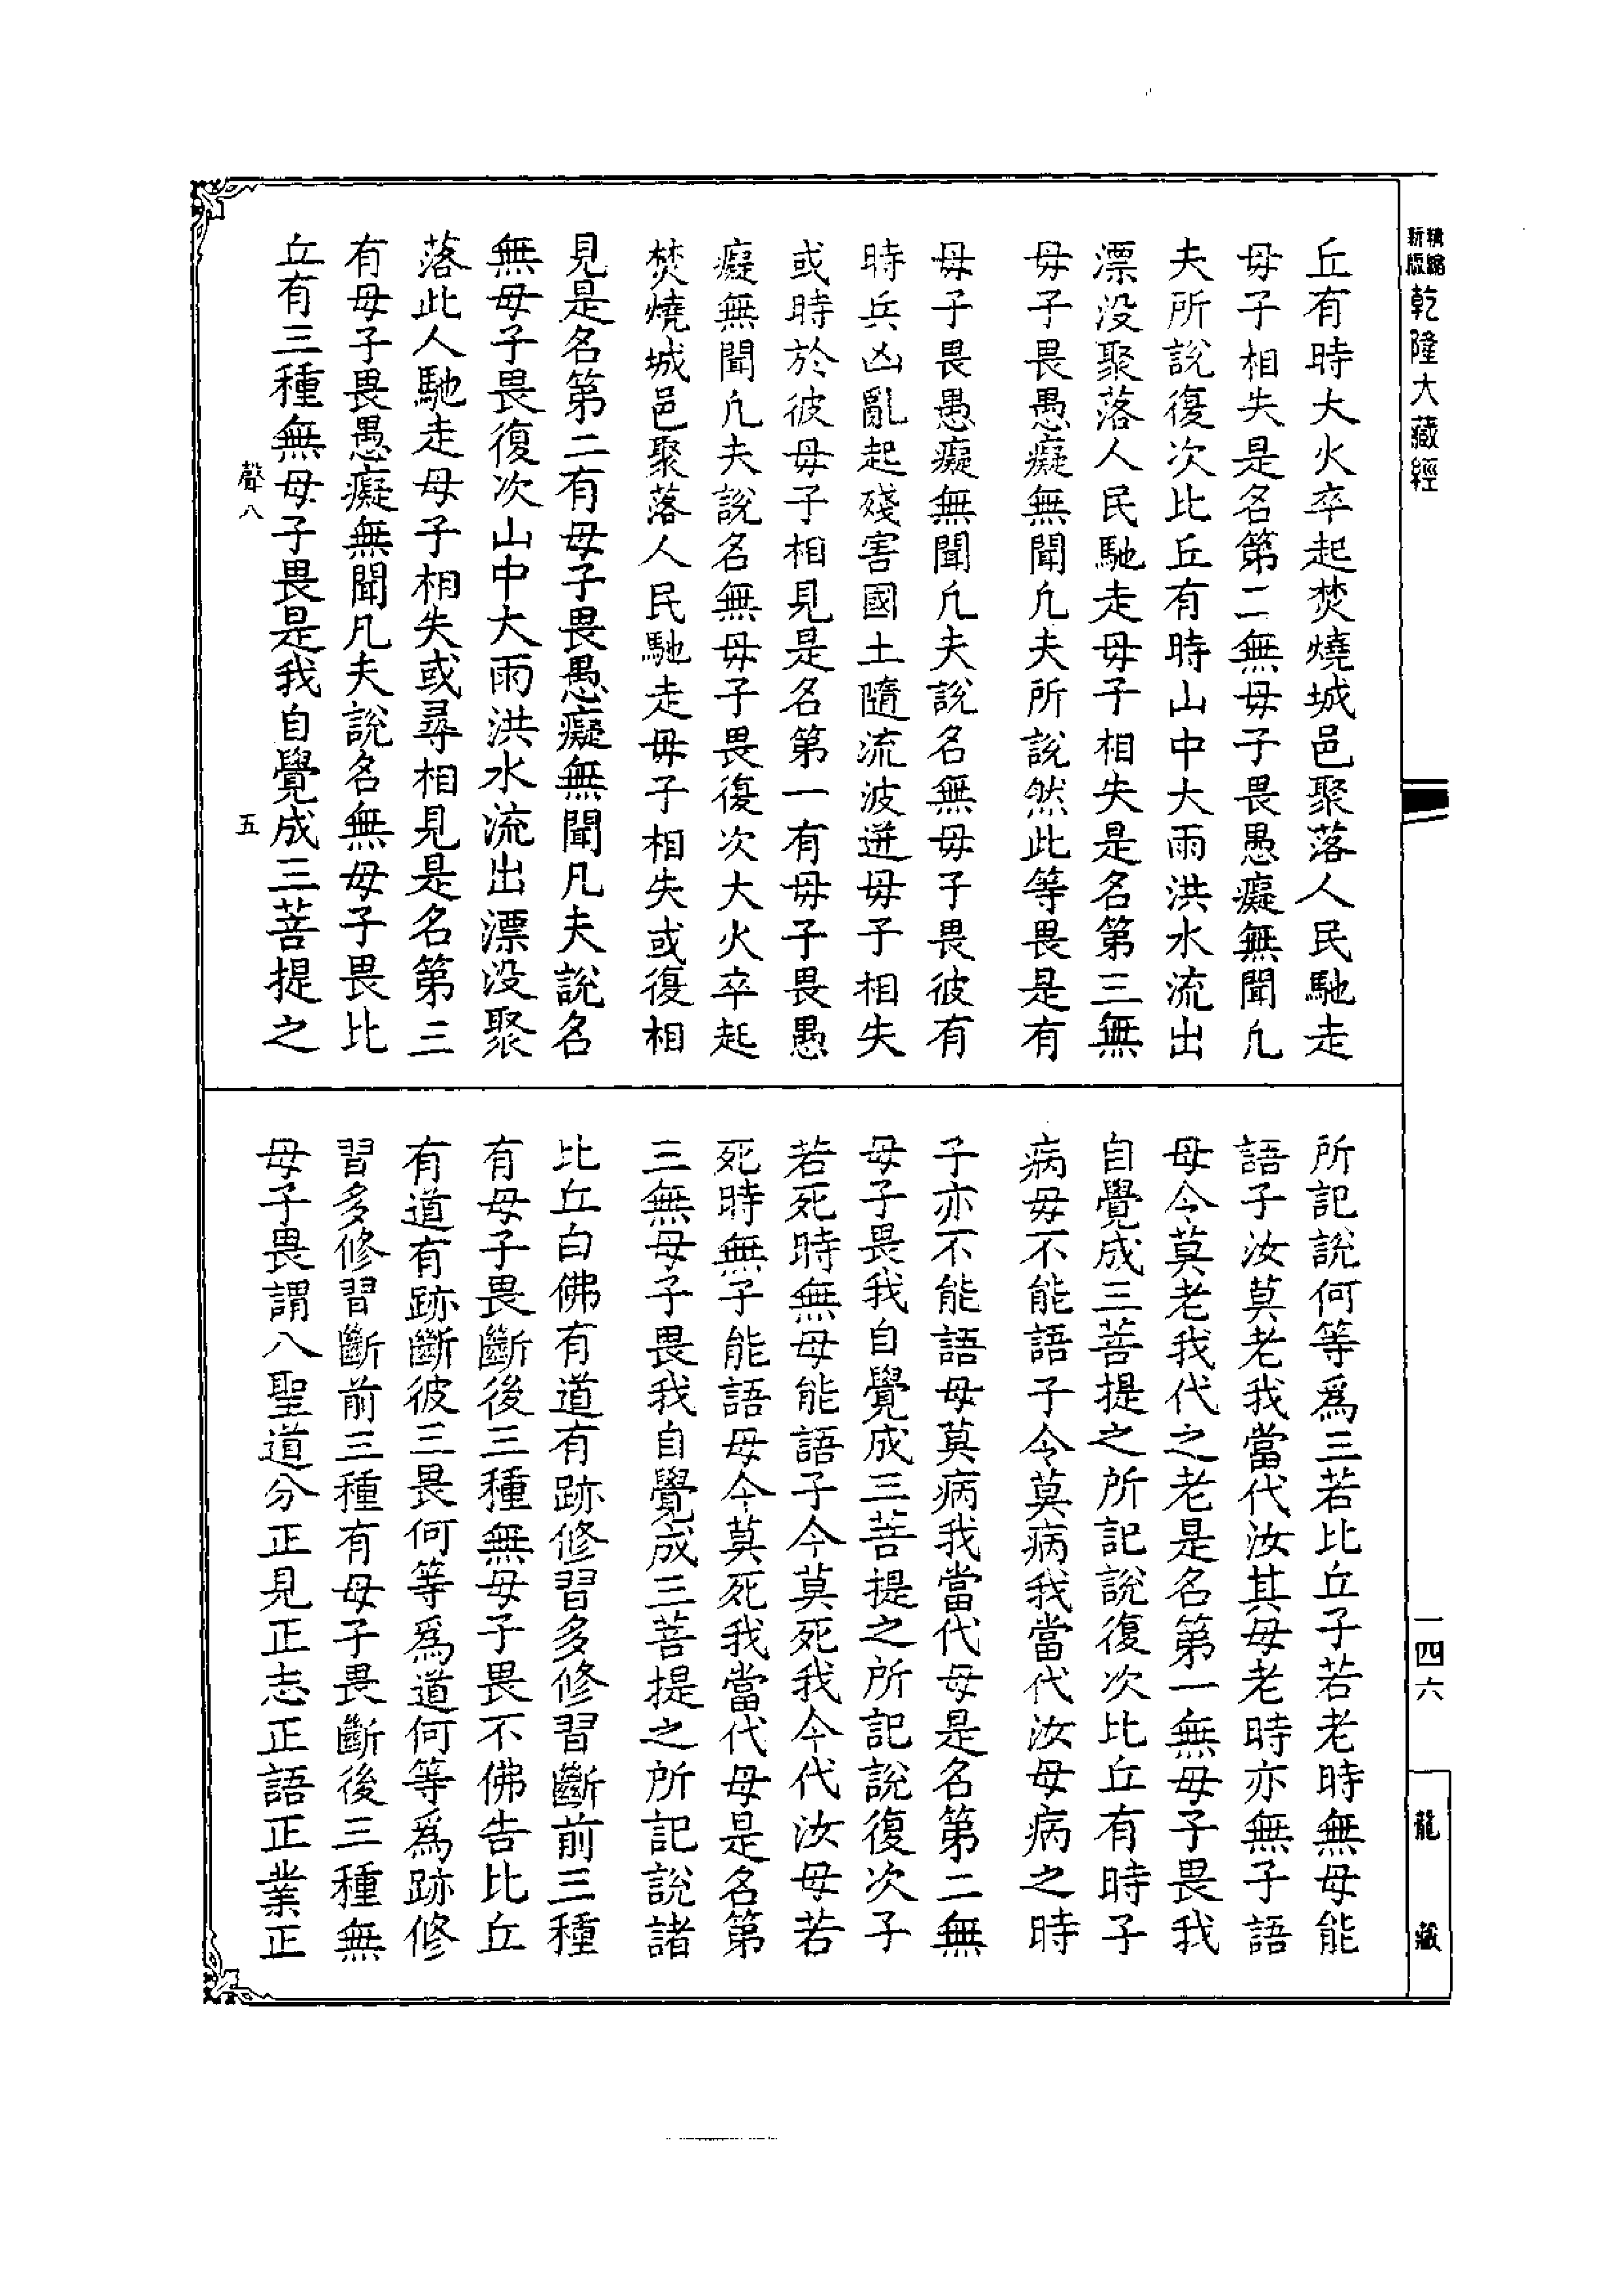 新編縮版乾隆大藏經
丘有時大火卒起焚燒城邑聚落人民馳走
母子相失是名第二無母子畏愚癡無聞凡
夫所說復次比丘有時山中大雨洪水流出
漂没聚落人民馳走母子相失是名第三無
母子畏愚癡無聞凡夫所說然此等畏是有
母子畏愚癡無聞凡夫說名無母子畏彼有
時兵凶亂起殘害國土隨流波迸母子相失
或時於彼母子相見是名第一有母子畏愚
癡無聞凡夫說名無母子畏復次大火卒起
焚燒城邑聚落人民馳走母子相失或復相
見是名第二有母子畏愚癡無聞凡夫說名
無母子畏復次山中大雨洪水流出漂没聚
落此人馳走母子相失或尋相見是名第三
有母子畏愚癡無聞凡夫說名無母子畏比
丘有三種無母子畏是我自覺成三菩提之
聲八 五
所記說何等為三若比丘子若老時無母能
語子汝莫老我當代汝其母老時亦無子語
母今莫老我代之老是名第一無母子畏我
自覺成三菩提之所記說復次比丘有時子
病母不能語子令莫病我當代汝母病之時
子亦不能語母莫病我當代母是名第二無
母子畏我自覺成三菩提之所記說復次子
若死時無母能語子今莫死我今代汝母若
死時無子能語母今莫死我當代母是名第
三無母子畏我自覺成三菩提之所記說諸
比丘白佛有道有跡修習多修習斷前三種
有母子畏斷後三種無母子畏不佛告比丘
有道有跡斷彼三畏何等為道何等為跡修
習多修習斷前三種有母子畏斷後三種無
母子畏謂八聖道分正見正志正語正業正
一四六
龍藏